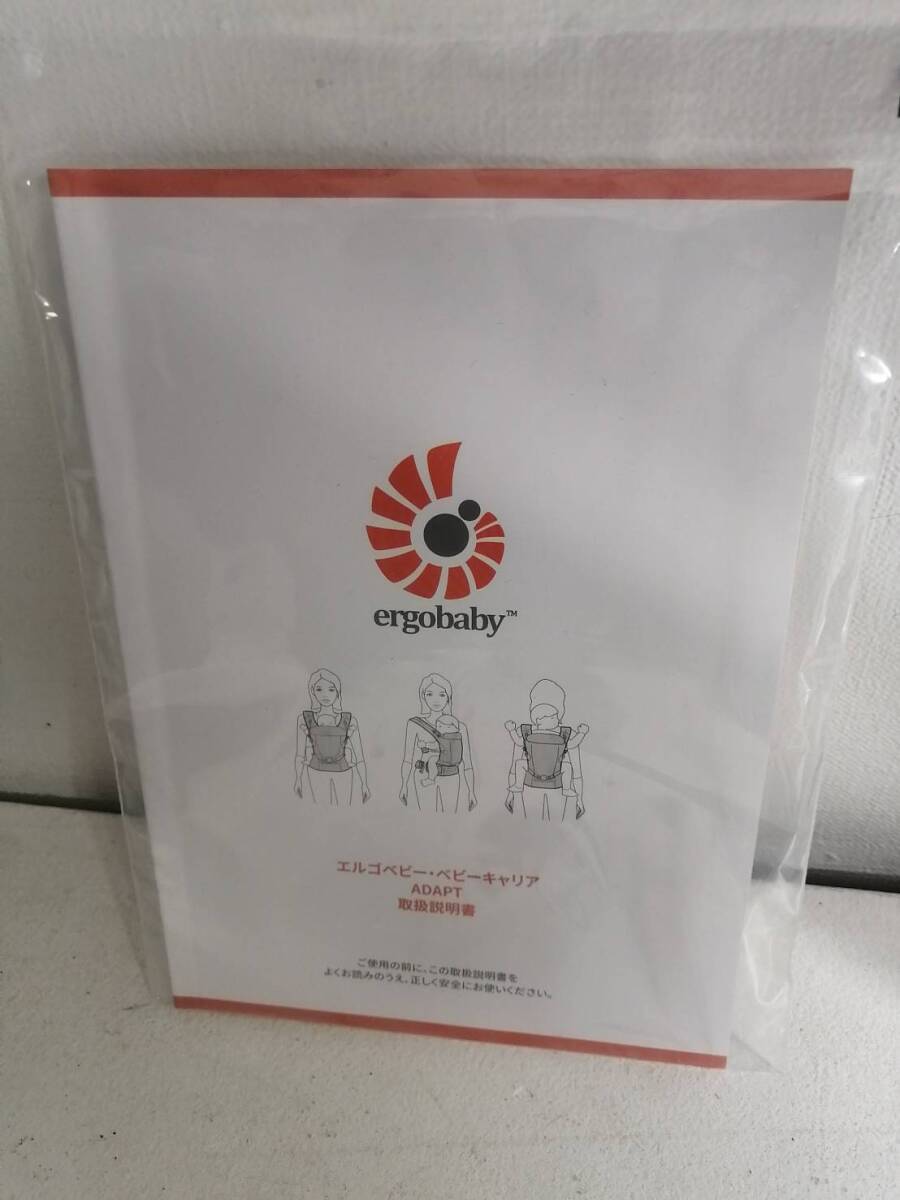 ergobaby™
エルゴベビー・ベビーキャリア
ADAPT
取扱説明書
ご使用の前に、この取扱説明書を
よくお読みのうえ、正しく安全にお使いください。